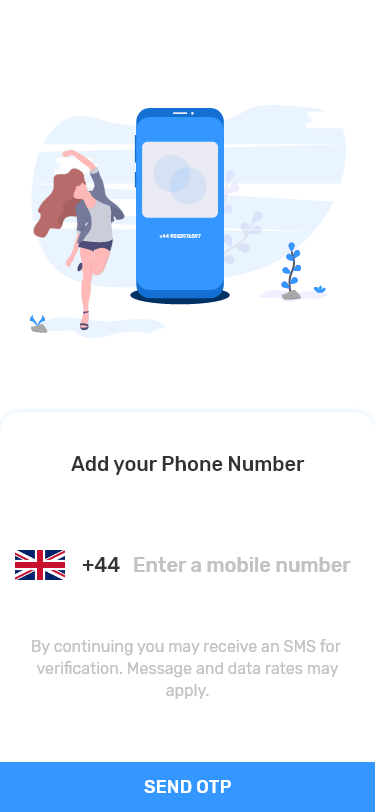 +44 9033976597
Add your Phone Number
+44 Enter a mobile number
By continuing you may receive an SMS for
verification. Message and data rates may
apply.
SEND OTP